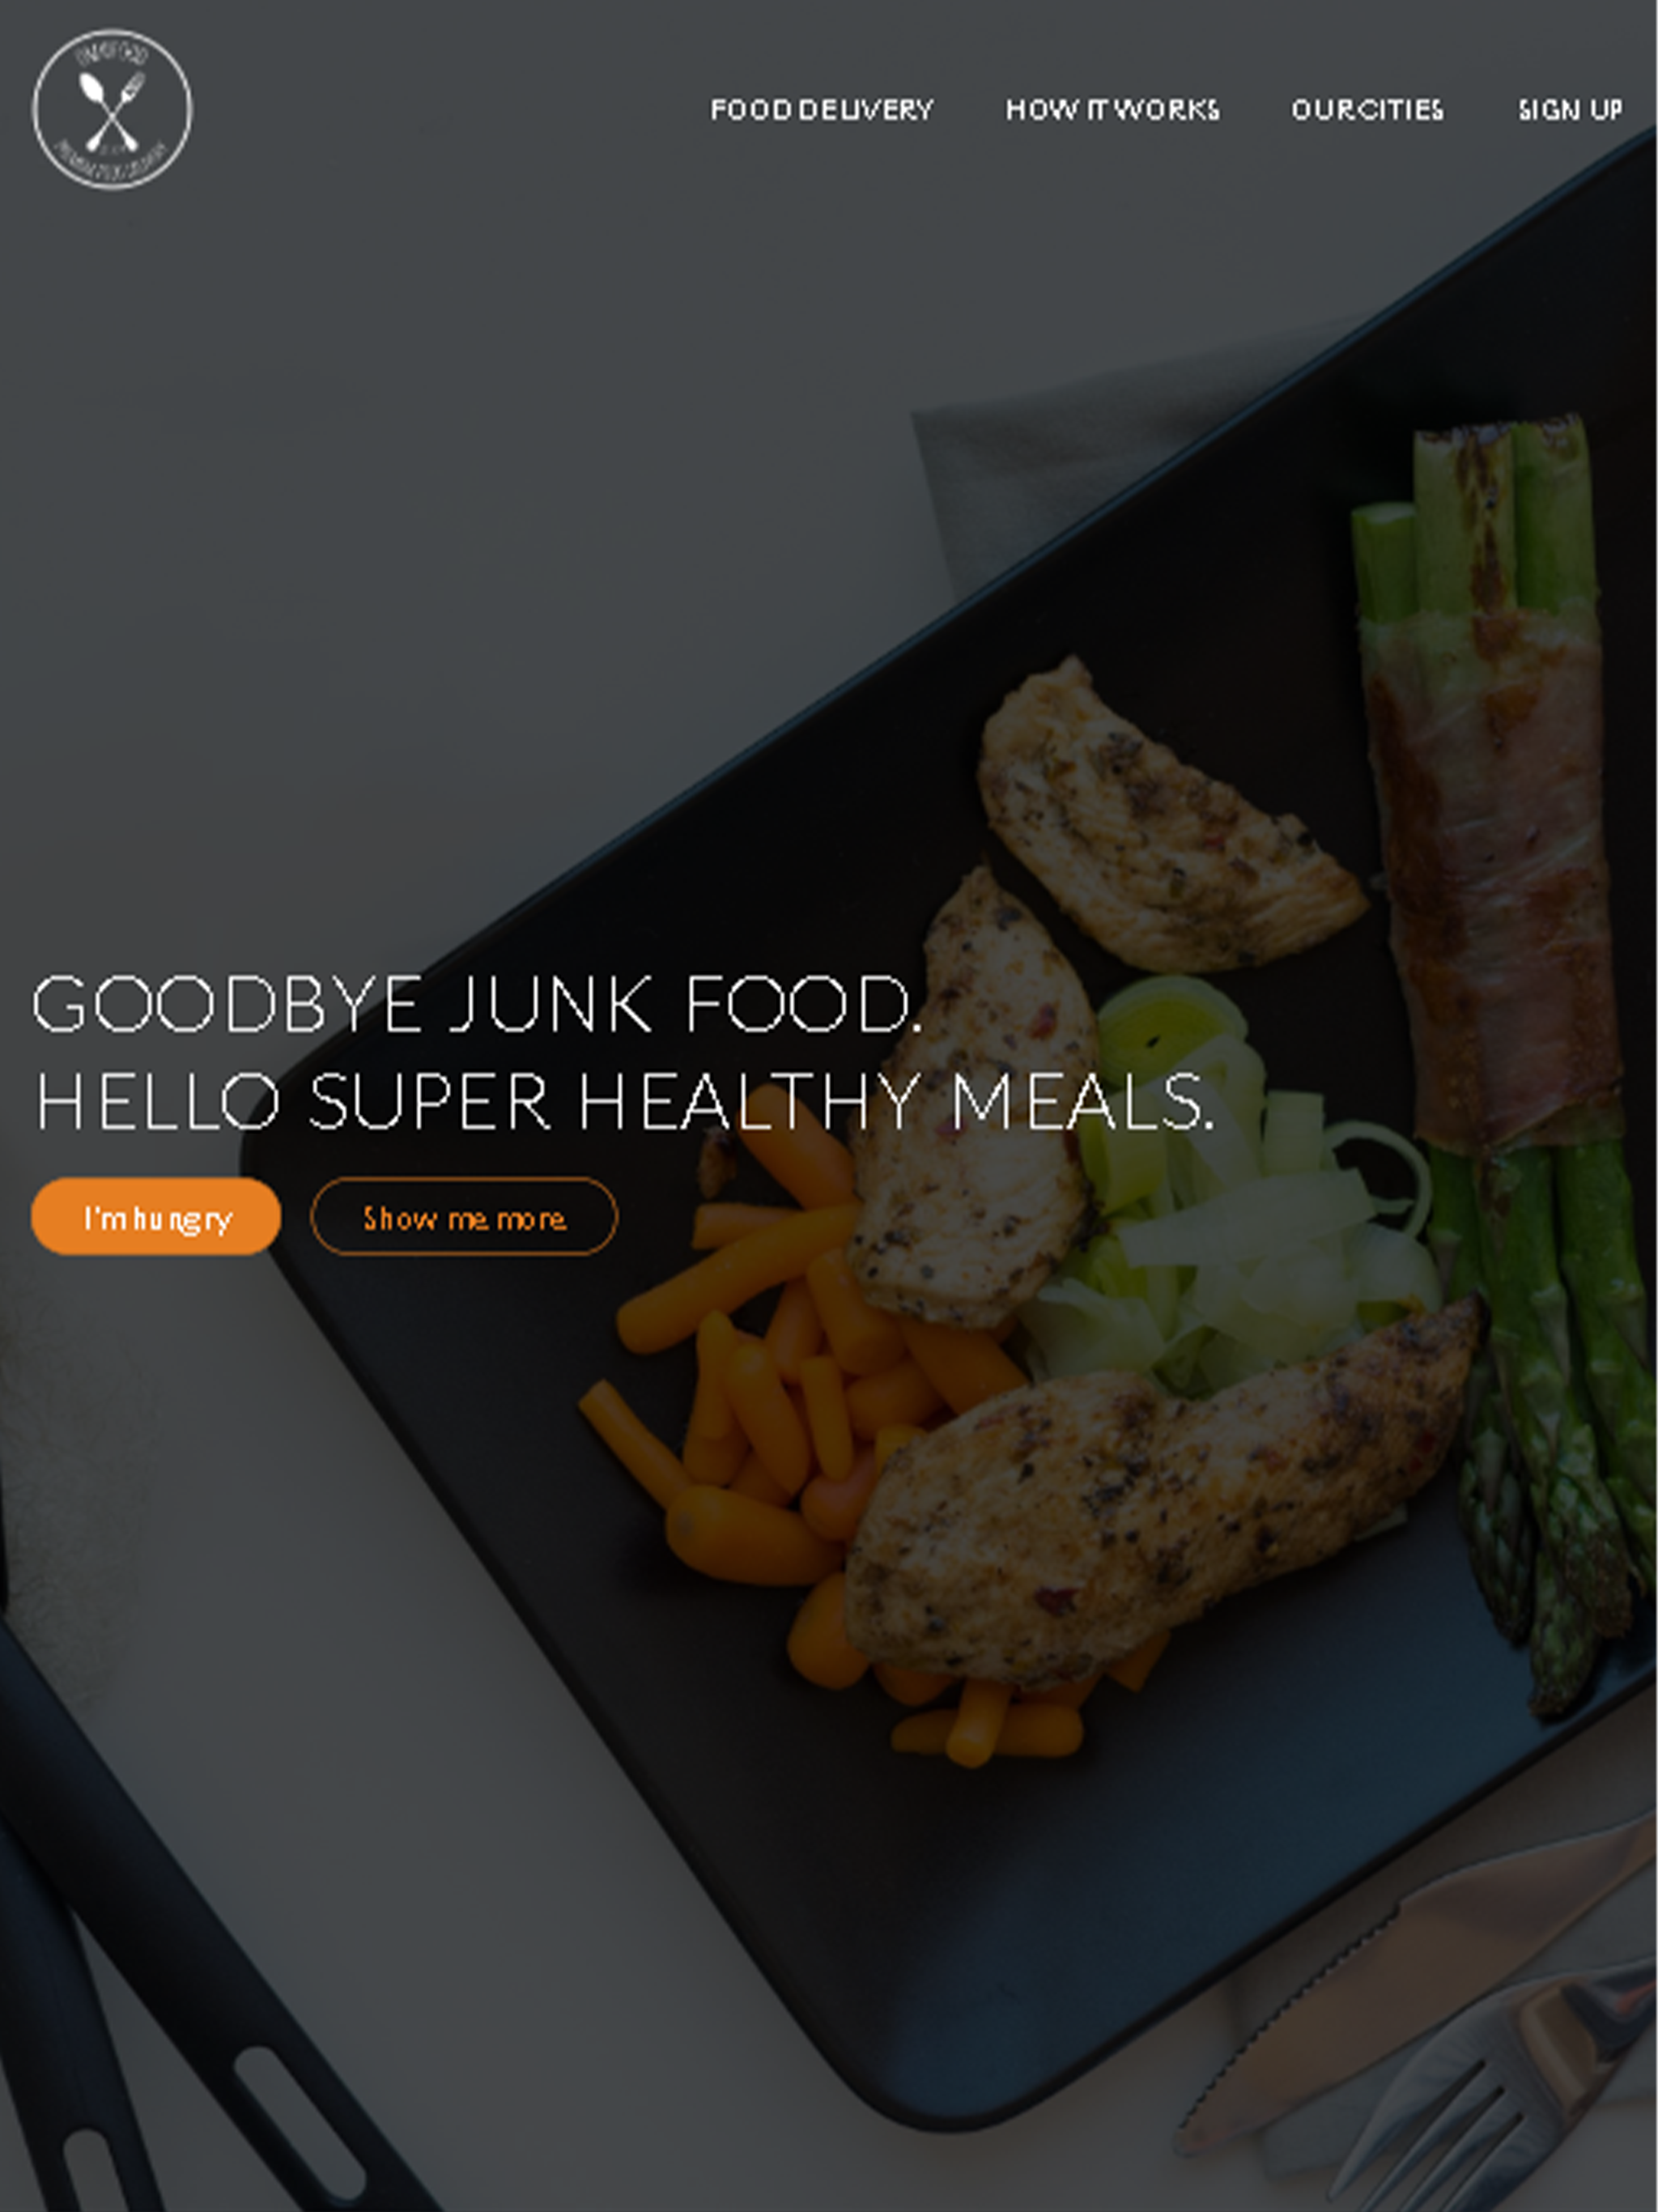 FOOD DELIVERY
HOW IT WORKS
OUR CITIES
SIGN UP
GOODBYE JUNK FOOD.
HELLO SUPER HEALTHY MEALS.
I'm hungry
Show me more